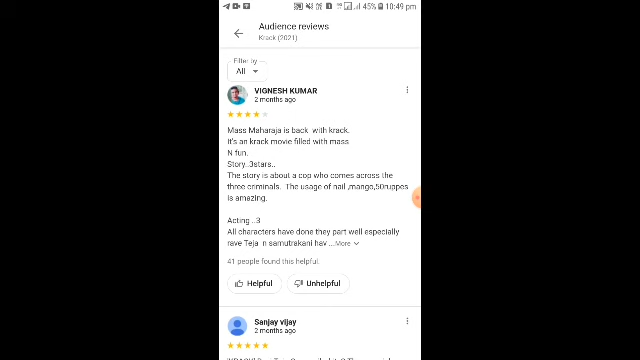 45% 10:49 pm
Audience reviews
Krack (2021)
Filter by
All
VIGNESH KUMAR
2 months ago
Mass Maharaja is back with krack.
It's an krack movie filled with mass
N fun.
Story..3stars..
The story is about a cop who comes across the
three criminals. The usage of nail ,mango,50ruppes
is amazing.
Acting ..3
All characters have done they part well especially
rave Teja n samutrakani hav ...More
41 people found this helpful.
Helpful Unhelpful
Sanjay vijay
2 months ago